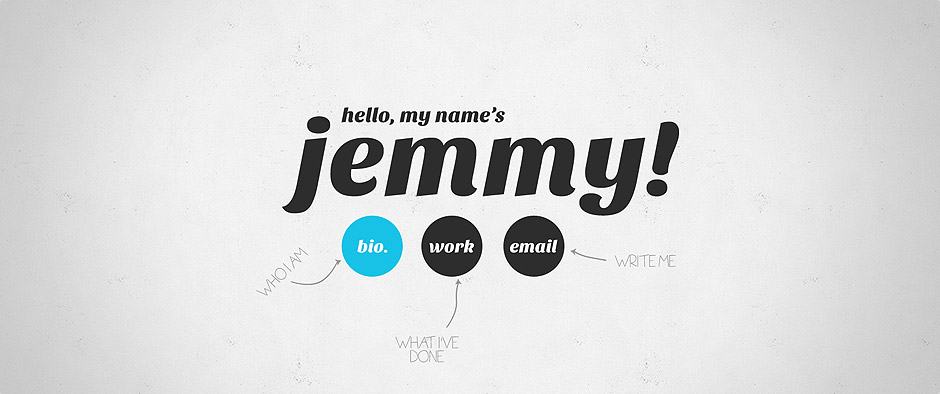 hello, my name's
jemmy!
bio. work email
WHO I AM
WRITE ME
WHAT I'VE
DONE